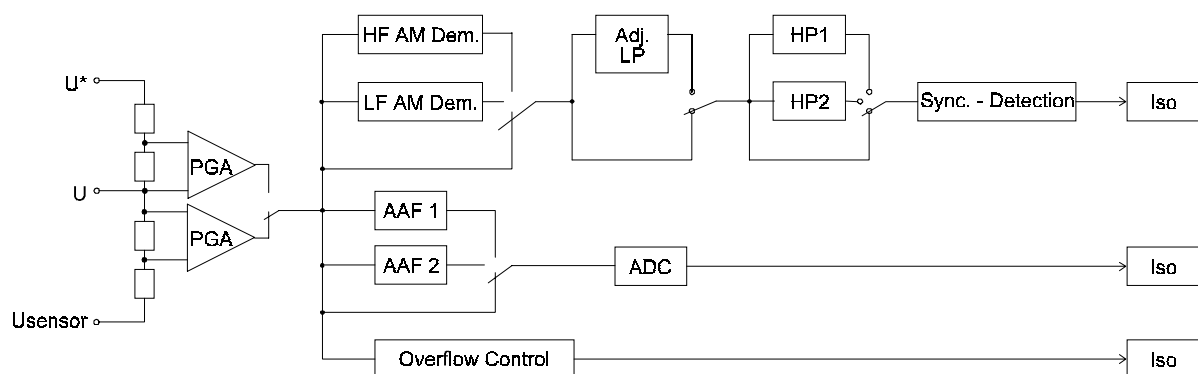 HF AM Dem.
Adj.
LP
HP1
U*
LF AM Dem.
HP2
Sync. - Detection
Iso
PGA
U
AAF 1
PGA
AAF 2
ADC
Iso
Usensor
Overflow Control
Iso